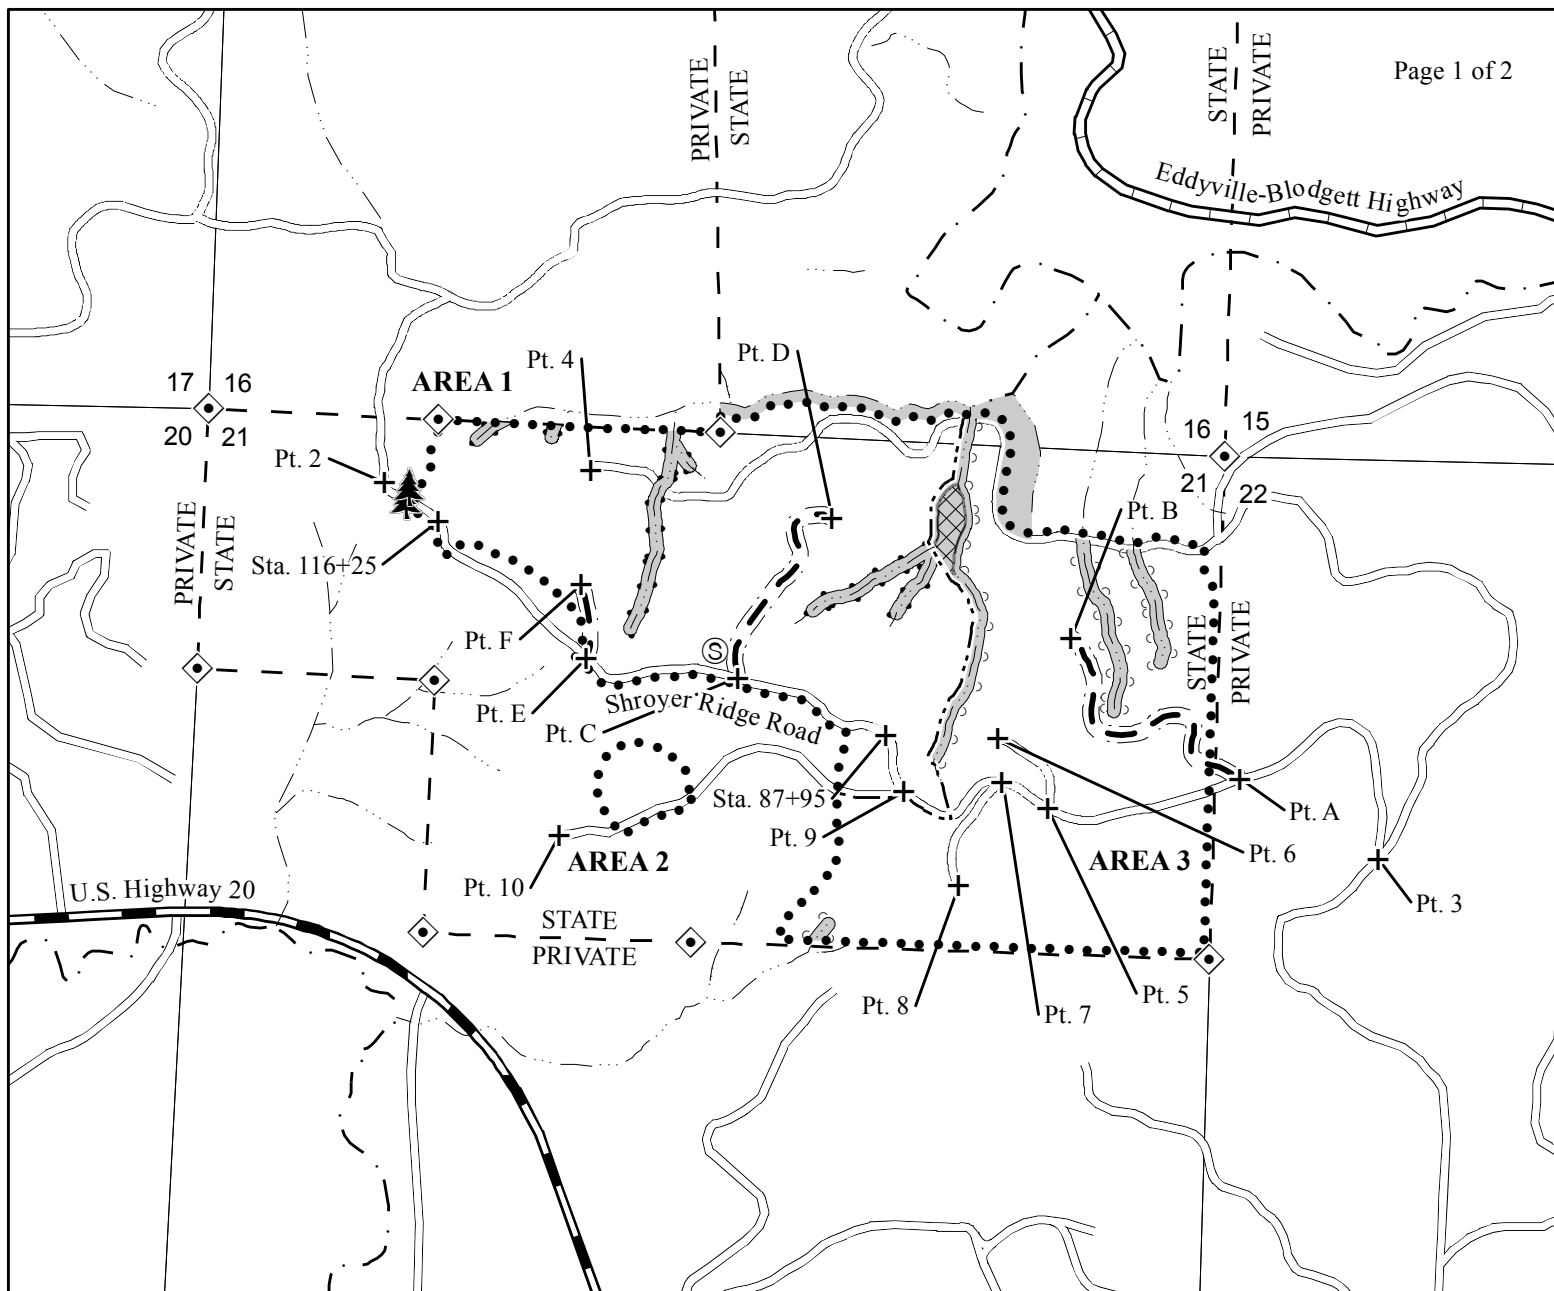 Page 1 of 2
PRIVATE
STATE
STATE
PRIVATE
Eddyville-Blodgett Highway
17 16
20 21
AREA 1
Pt. 4
Pt. D
16 15
21 22
Pt. 2
Pt. B
PRIVATE
STATE
Sta. 116+25
Pt. F
S
STATE
PRIVATE
Pt. E
Pt. C
Shroyer Ridge Road
Sta. 87+95
Pt. 9
Pt. A
AREA 2
AREA 3
Pt. 6
Pt. 10
U.S. Highway 20
Pt. 3
STATE
PRIVATE
Pt. 8
Pt. 7
Pt. 5